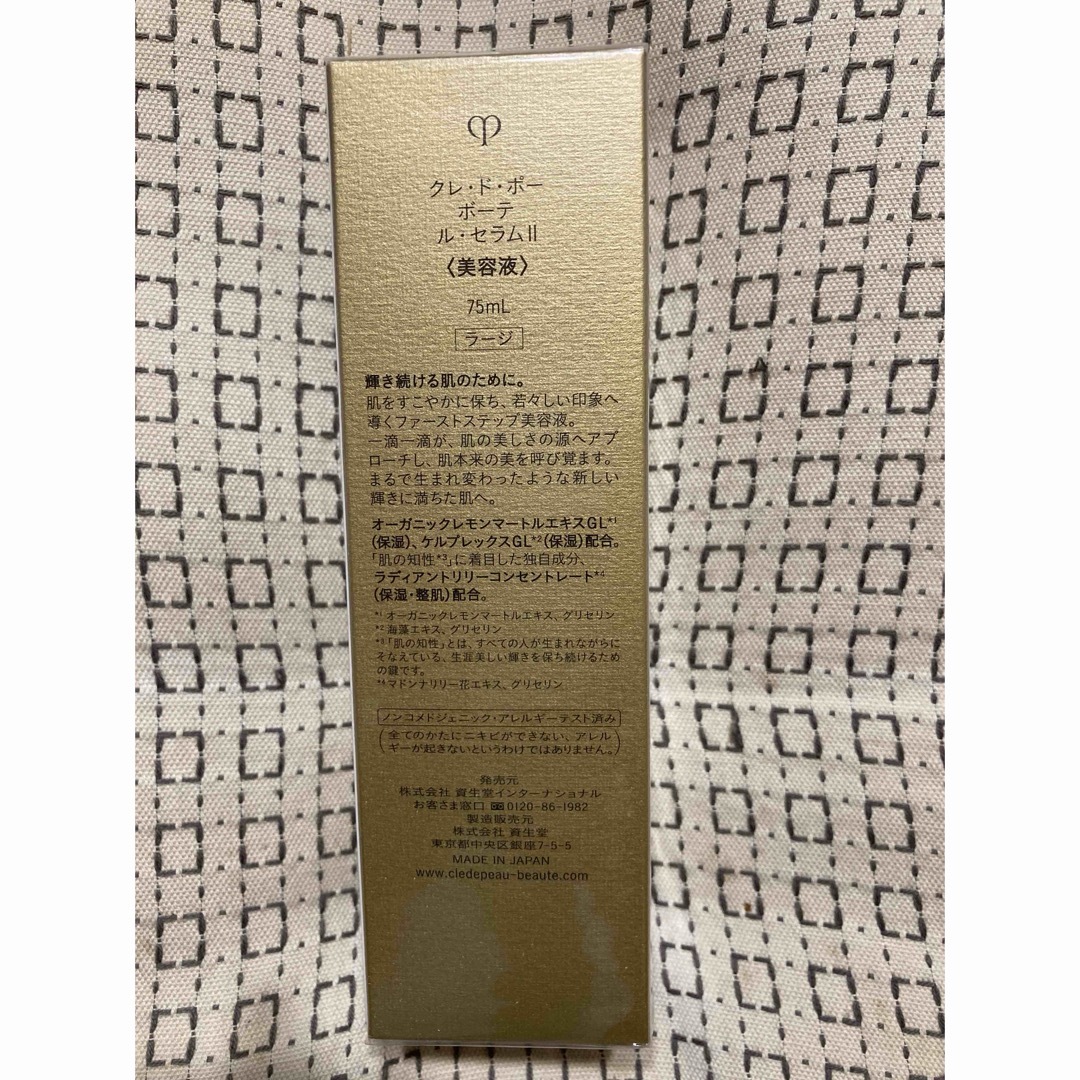 クレ・ド・ポー
ボーテ
ル・セラムⅡ
〈美容液〉
75mL
ラージ
輝き続ける肌のために。
肌をすこやかに保ち、若々しい印象へ
導くファーストステップ美容液。
一滴一滴が、肌の美しさの源へアプ
ローチし、肌本来の美を呼び覚ます。
まるで生まれ変わったような新しい
輝きに満ちた肌へ。
オーガニックレモンマートルエキスGL*1
(保湿)、ケルプレックスGL*2(保湿)配合。
「肌の知性*3」に着目した独自成分、
ラディアントリリーコンセントレート*4
(保湿・整肌)配合。
*1 オーガニックレモンマートルエキス、グリセリン
*2 海藻エキス、グリセリン
*3「肌の知性」とは、すべての人が生まれながらに
そなえている、生涯美しい輝きを保ち続けるため
の鍵です。
*4 マドンナリリー花エキス、グリセリン
ノンコメドジェニック・アレルギーテスト済み
(全てのかたにニキビができない、アレル
ギーが起きないというわけではありません。)
発売元
株式会社 資生堂インターナショナル
お客さま窓口 0120-86-1982
製造販売元
株式会社 資生堂
東京都中央区銀座7-5-5
MADE IN JAPAN
www.cledepeau-beaute.com